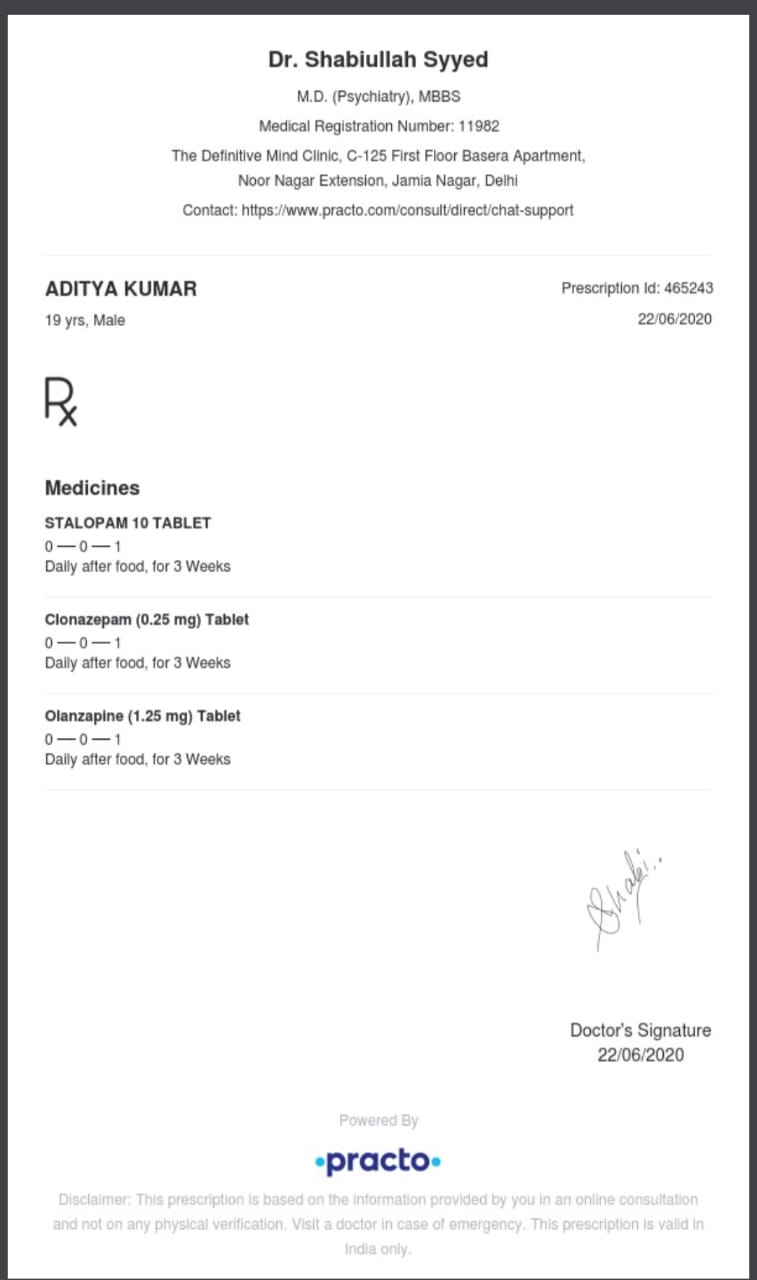 Dr. Shabiullah Syyed
M.D. (Psychiatry), MBBS
Medical Registration Number: 11982
The Definitive Mind Clinic, C-125 First Floor Basera Apartment,
Noor Nagar Extension, Jamia Nagar, Delhi
Contact: https://www.practo.com/consult/direct/chat-support
ADITYA KUMAR
Prescription Id: 465243
19 yrs, Male
22/06/2020
Rx
Medicines
STALOPAM 10 TABLET
0 — 0 — 1
Daily after food, for 3 Weeks
Clonazepam (0.25 mg) Tablet
0 — 0 — 1
Daily after food, for 3 Weeks
Olanzapine (1.25 mg) Tablet
0 — 0 — 1
Daily after food, for 3 Weeks
Doctor's Signature
22/06/2020
Powered By
practo
Disclaimer: This prescription is based on the information provided by you in an online consultation
and not on any physical verification. Visit a doctor in case of emergency. This prescription is valid in
India only.